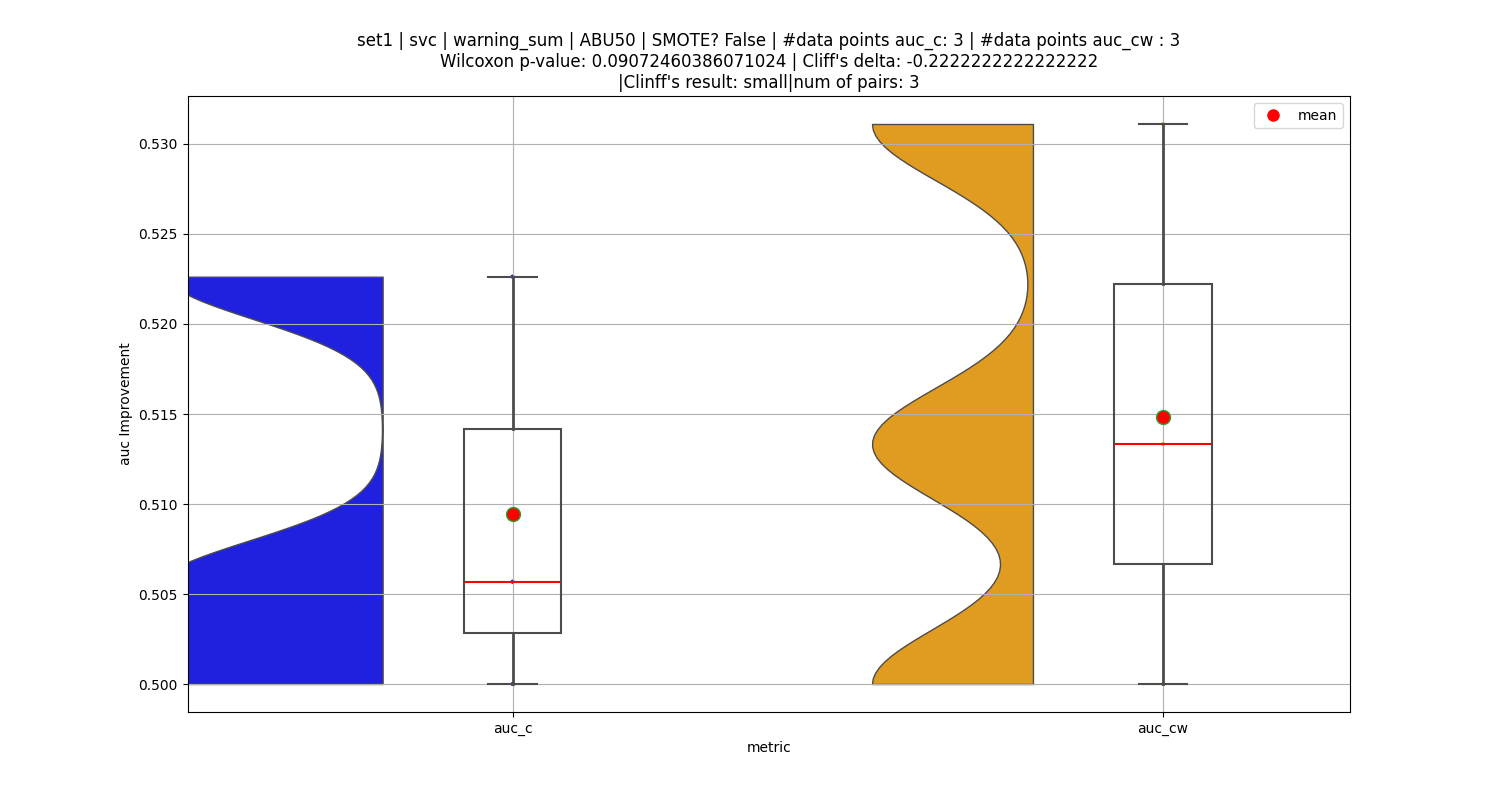 set1 | svc | warning_sum | ABU50 | SMOTE? False | #data points auc_c: 3 | #data points auc_cw : 3
Wilcoxon p-value: 0.09072460386071024 | Cliff's delta: -0.2222222222222222
|Clinff's result: small|num of pairs: 3
mean
0.530
0.525
0.520
0.515
0.510
0.505
0.500
auc Improvement
auc_c
auc_cw
metric